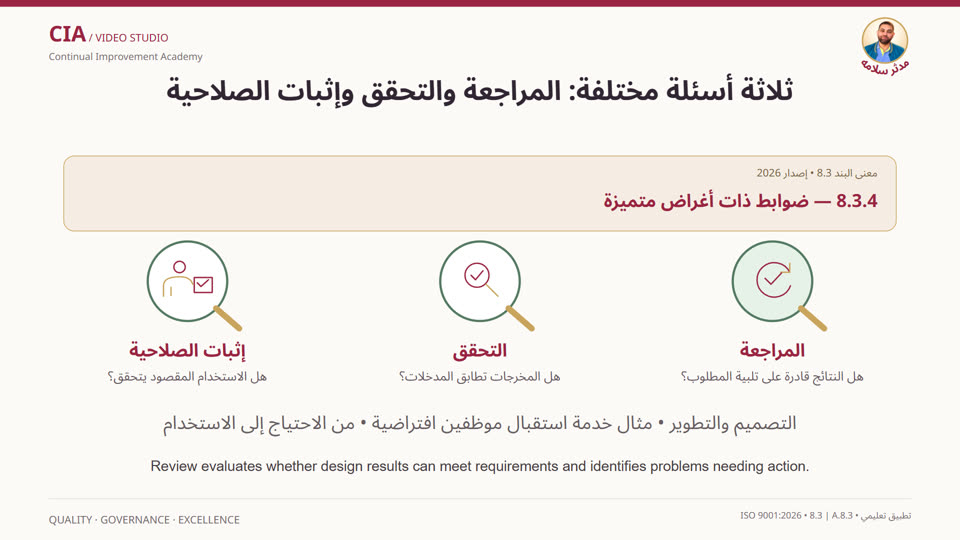 CIA / VIDEO STUDIO
Continual Improvement Academy
مدثر سلامه
ثلاثة أسئلة مختلفة: المراجعة والتحقق وإثبات الصلاحية
معنى البند 8.3 • إصدار 2026
8.3.4 — ضوابط ذات أغراض متميزة
المراجعة
هل النتائج قادرة على تلبية المطلوب؟
التحقق
هل المخرجات تطابق المدخلات؟
إثبات الصلاحية
هل الاستخدام المقصود يتحقق؟
التصميم والتطوير • مثال خدمة استقبال موظفين افتراضية • من الاحتياج إلى الاستخدام
Review evaluates whether design results can meet requirements and identifies problems needing action.
QUALITY · GOVERNANCE · EXCELLENCE
تطبيق تعليمي • ISO 9001:2026 • 8.3 | A.8.3